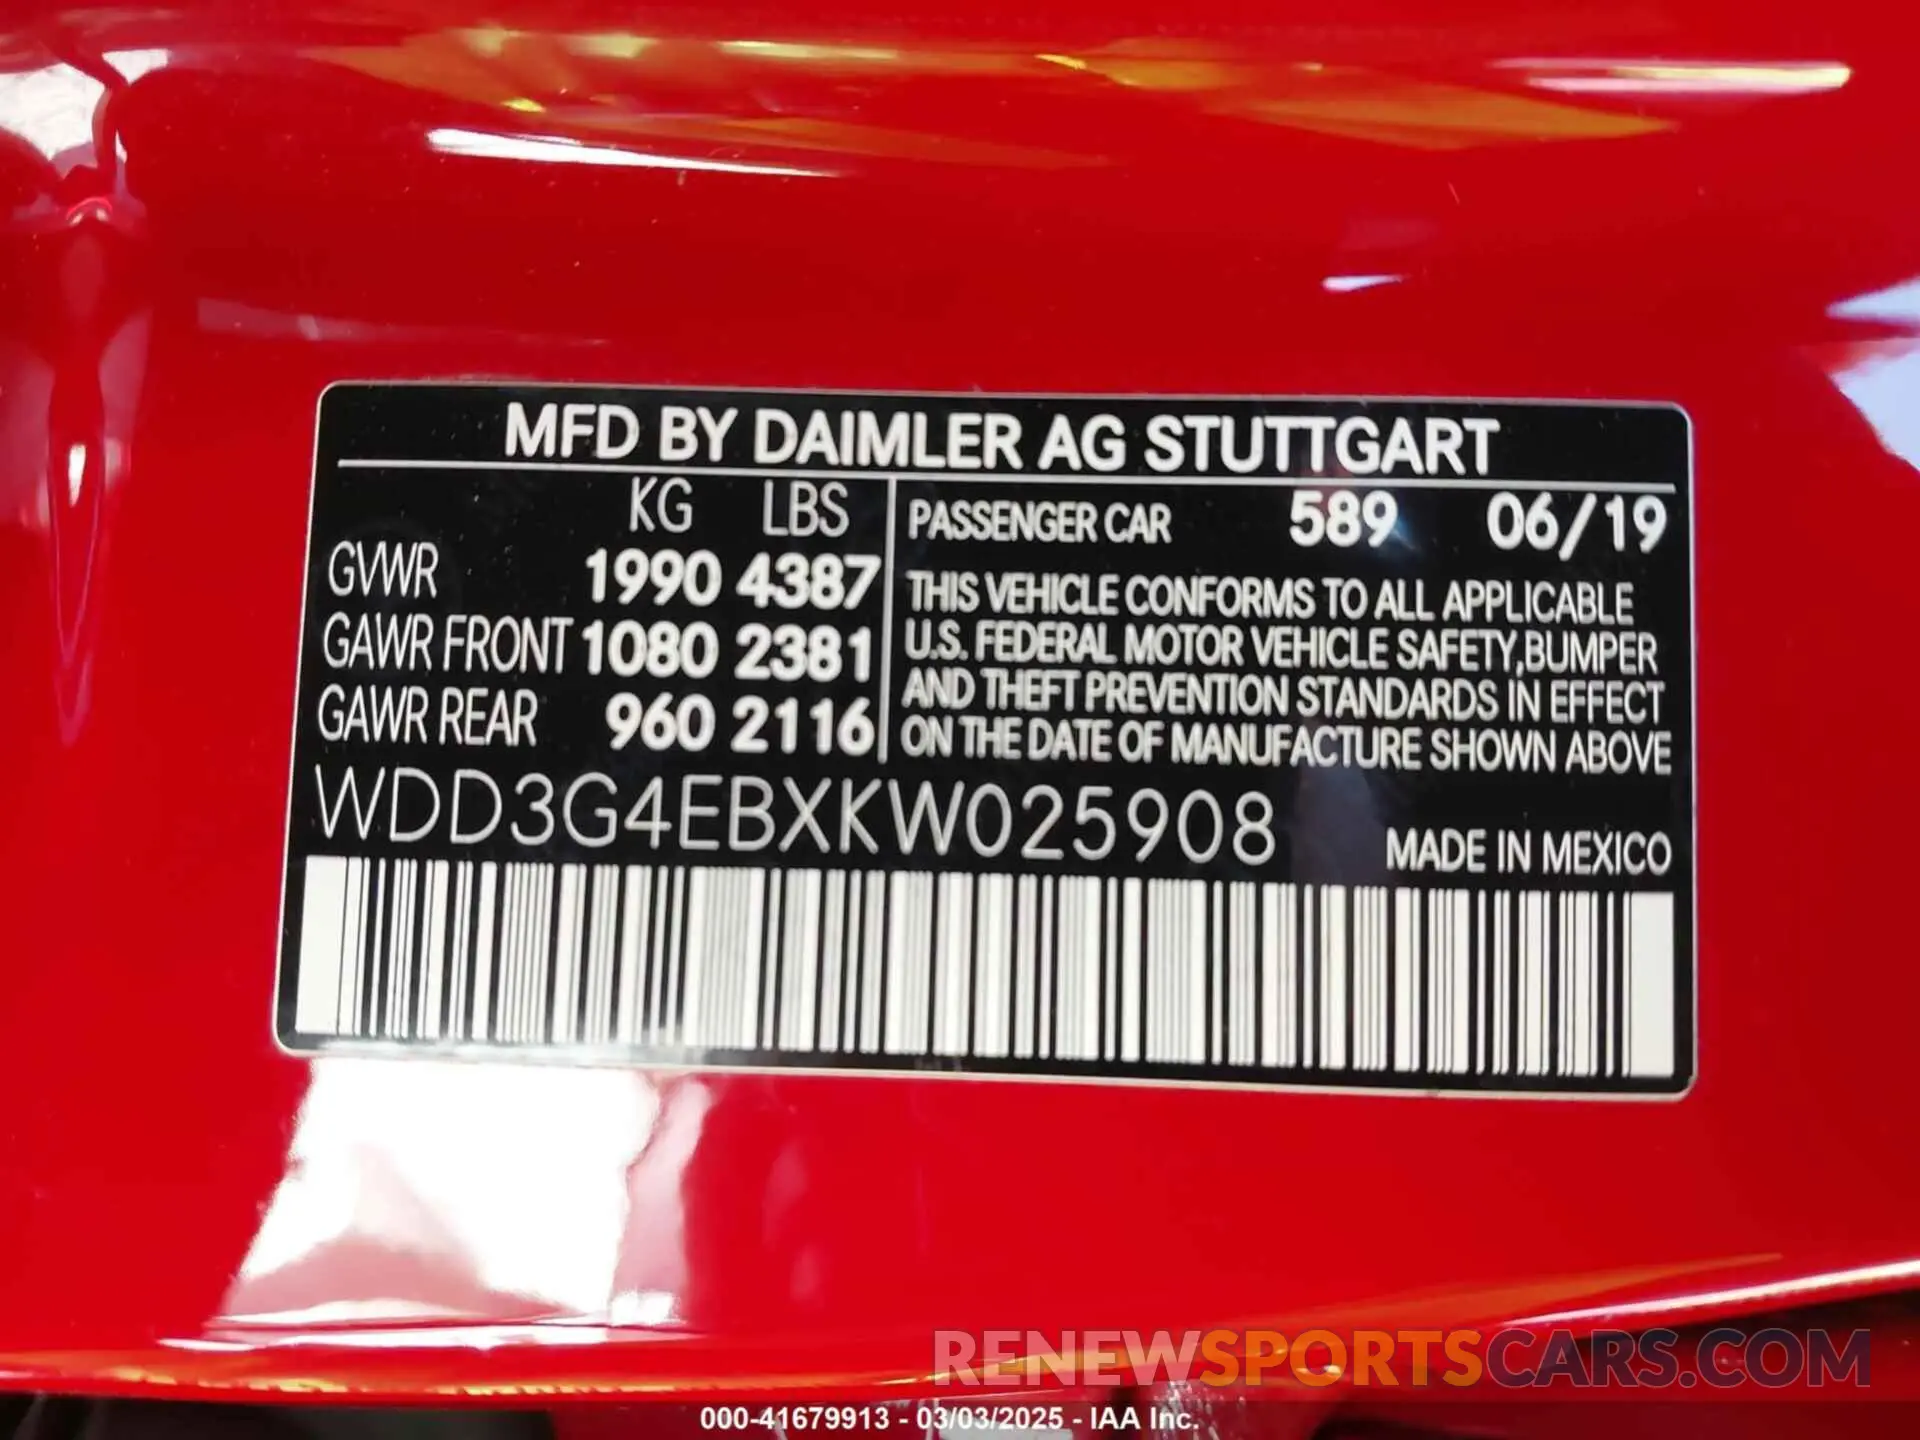 MFD BY DAIMLER AG STUTTGART
KG LBS
GVWR 1990 4387
GAWR FRONT 1080 2381
GAWR REAR 960 2116
PASSENGER CAR 589 06/19
THIS VEHICLE CONFORMS TO ALL APPLICABLE
U.S. FEDERAL MOTOR VEHICLE SAFETY,BUMPER
AND THEFT PREVENTION STANDARDS IN EFFECT
ON THE DATE OF MANUFACTURE SHOWN ABOVE
WDD3G4EBXKW025908
MADE IN MEXICO
RENEWSPORTSCARS.COM
000-41679913 - 03/03/2025 - IAA Inc.